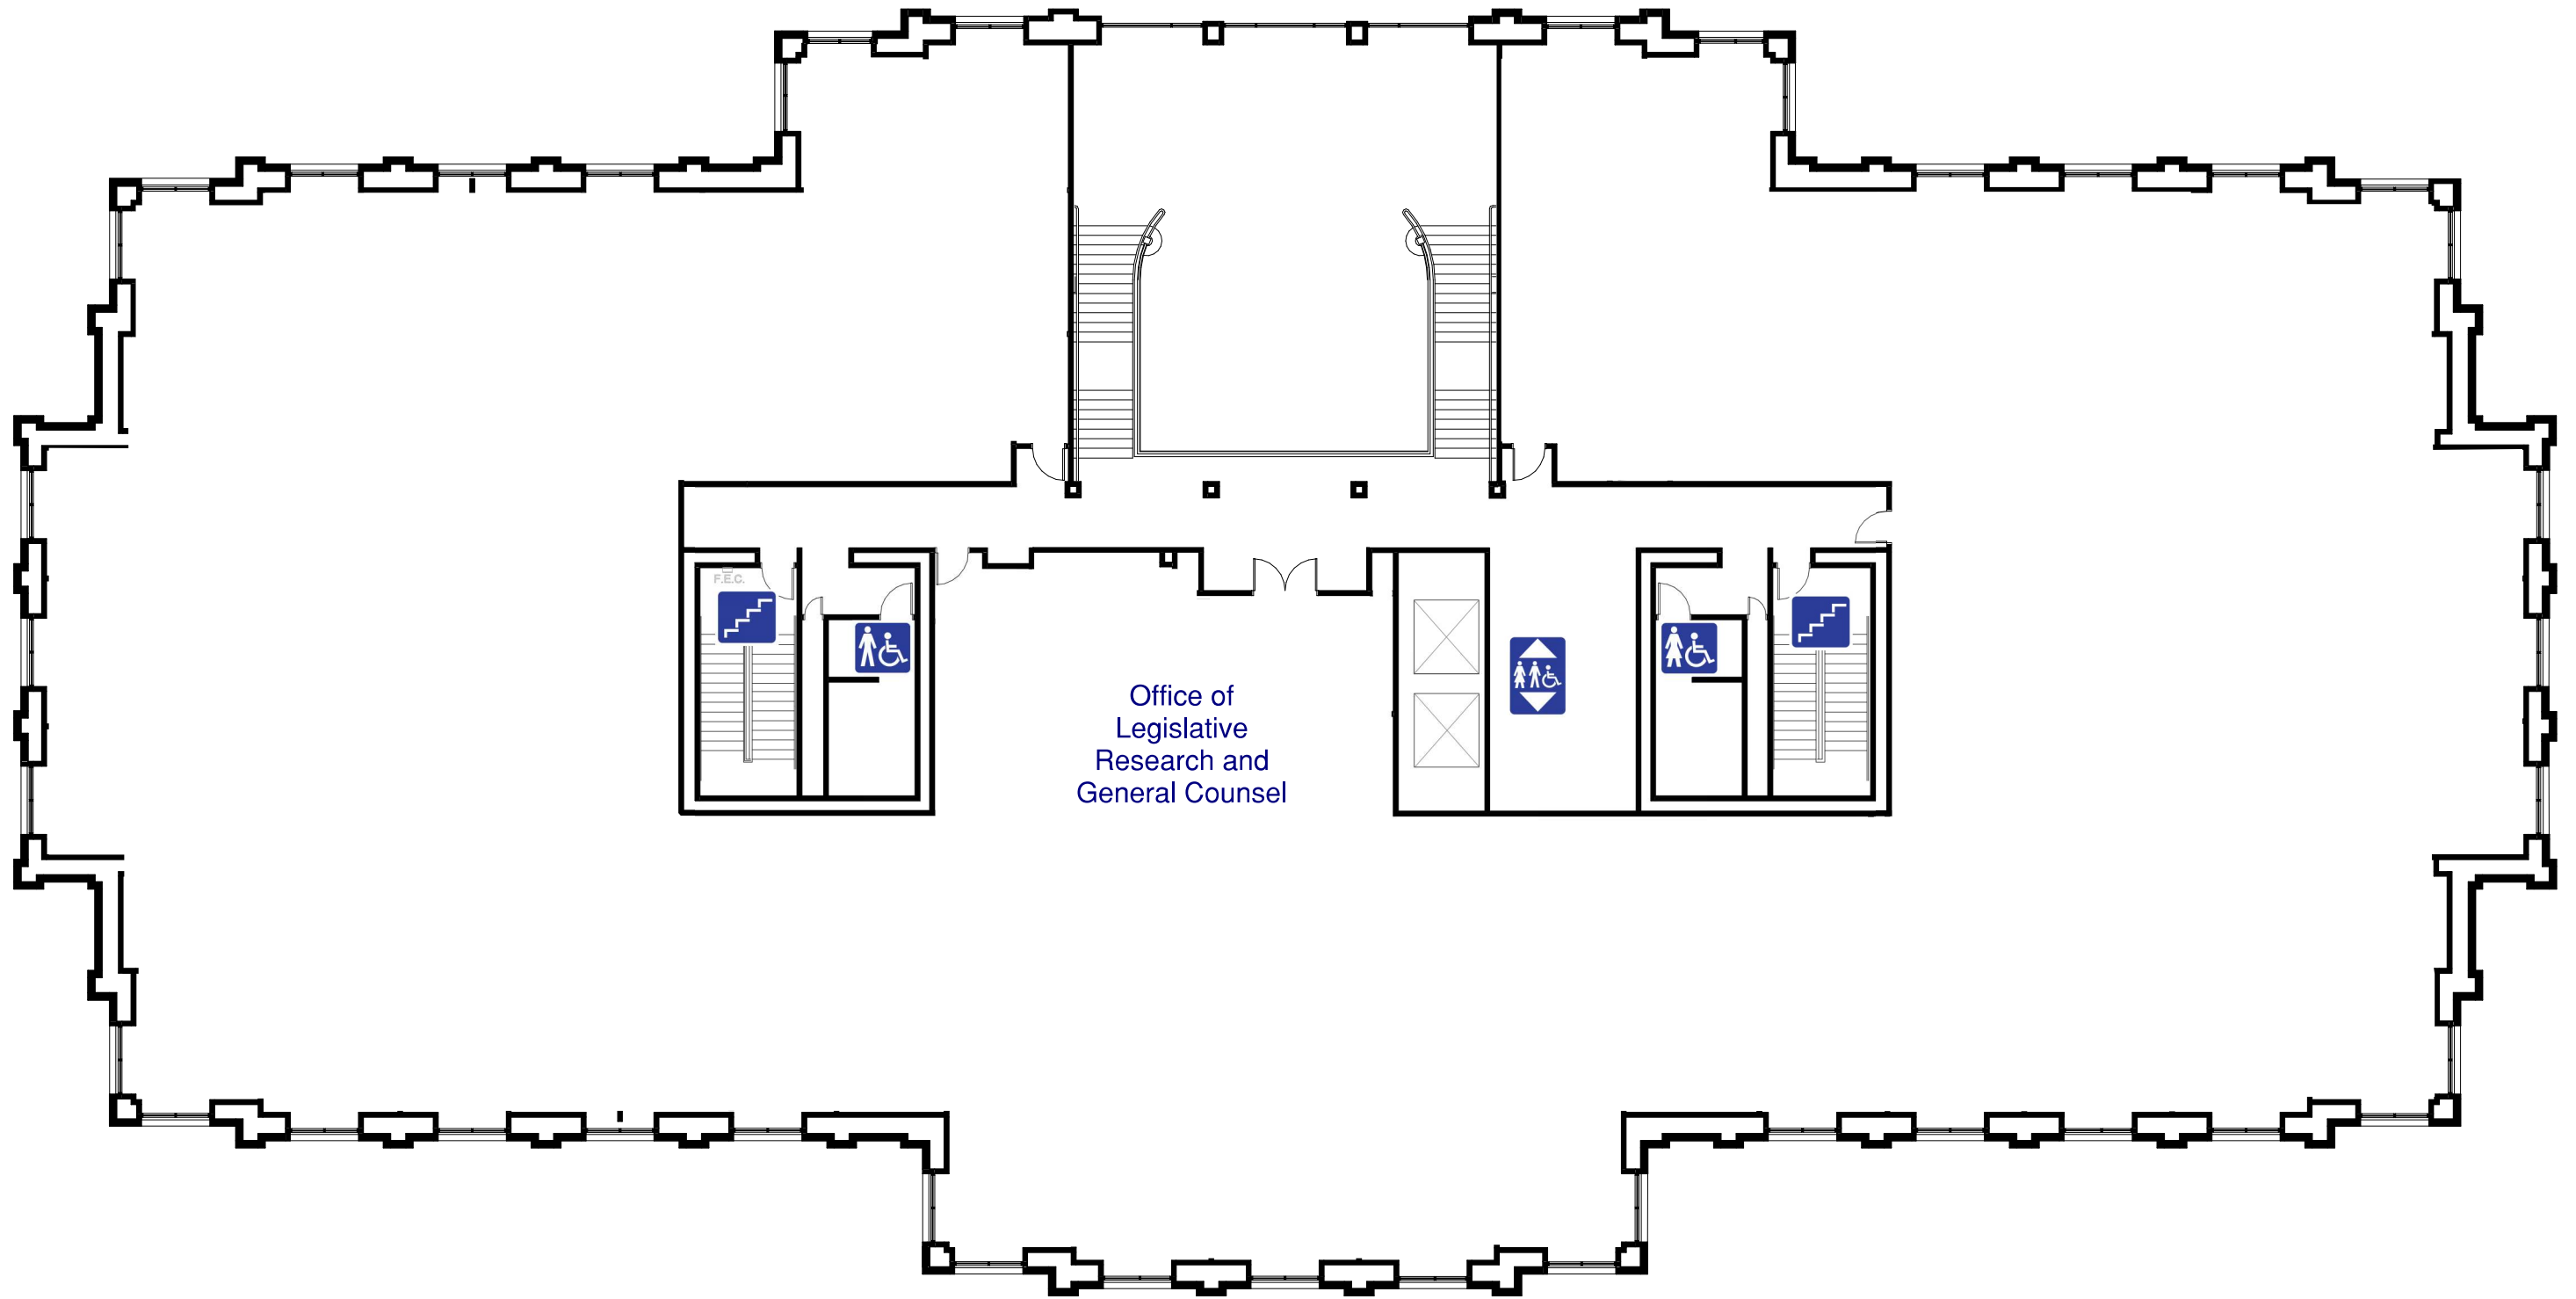 F.E.C.
Office of
Legislative
Research and
General Counsel